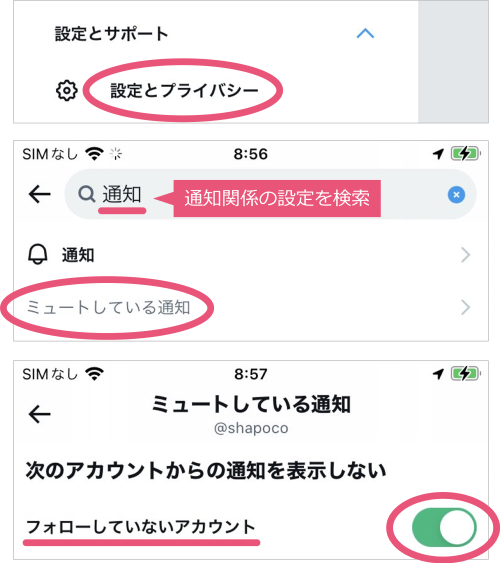 設定とサポート
設定とプライバシー
SIMなし 8:56
通知
通知関係の設定を検索
通知
ミュートしている通知
SIMなし 8:57
ミュートしている通知
@shapoco
次のアカウントからの通知を表示しない
フォローしていないアカウント